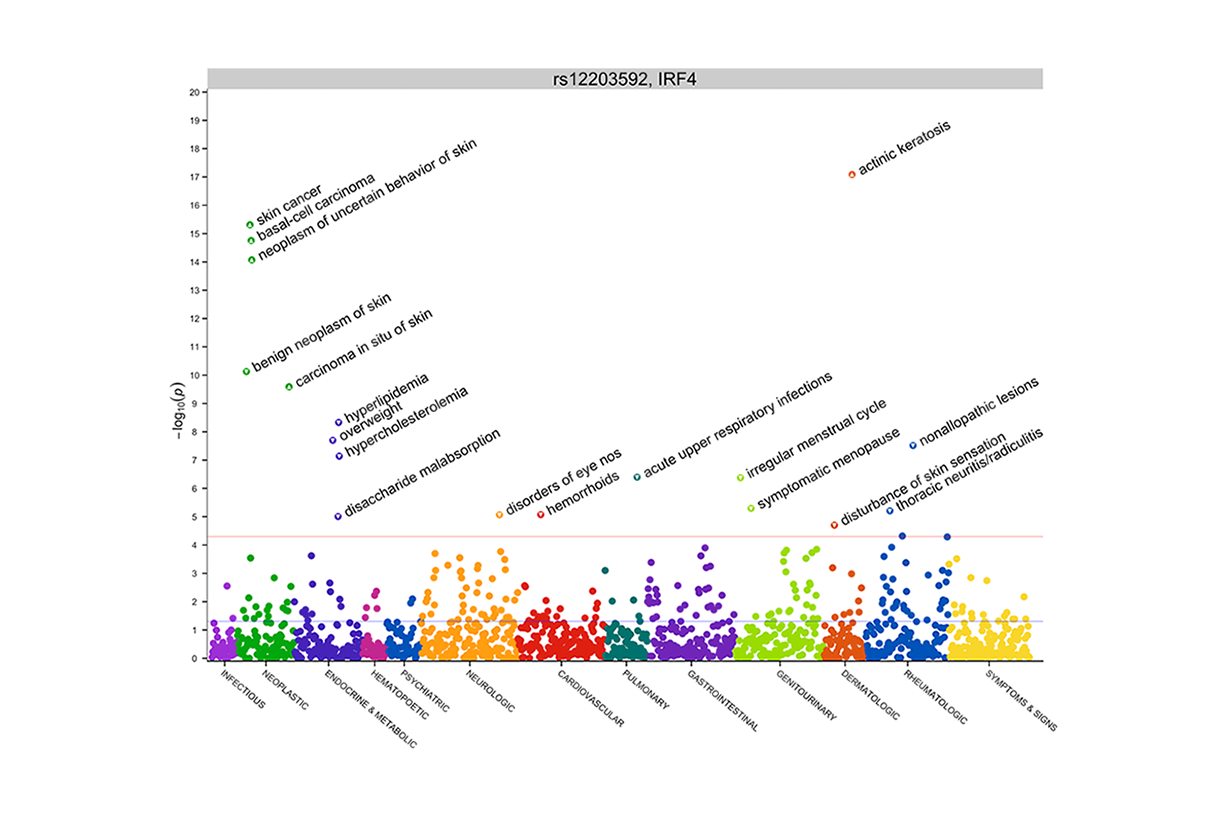 rs12203592, IRF4
20
19
18
17
16
15
14
13
12
11
10
9
8
7
6
5
4
3
2
1
0
−log10(p)
actinic keratosis
skin cancer
basal-cell carcinoma
neoplasm of uncertain behavior of skin
benign neoplasm of skin
carcinoma in situ of skin
hyperlipidemia
overweight
hypercholesterolemia
disaccharide malabsorption
disorders of eye nos
hemorrhoids
acute upper respiratory infections
irregular menstrual cycle
symptomatic menopause
nonallopathic lesions
disturbance of skin sensation
thoracic neuritis/radiculitis
INFECTIOUS
NEOPLASTIC
ENDOCRINE & METABOLIC
HEMATOPOETIC
PSYCHIATRIC
NEUROLOGIC
CARDIOVASCULAR
PULMONARY
GASTROINTESTINAL
GENITOURINARY
DERMATOLOGIC
RHEUMATOLOGIC
SYMPTOMS & SIGNS